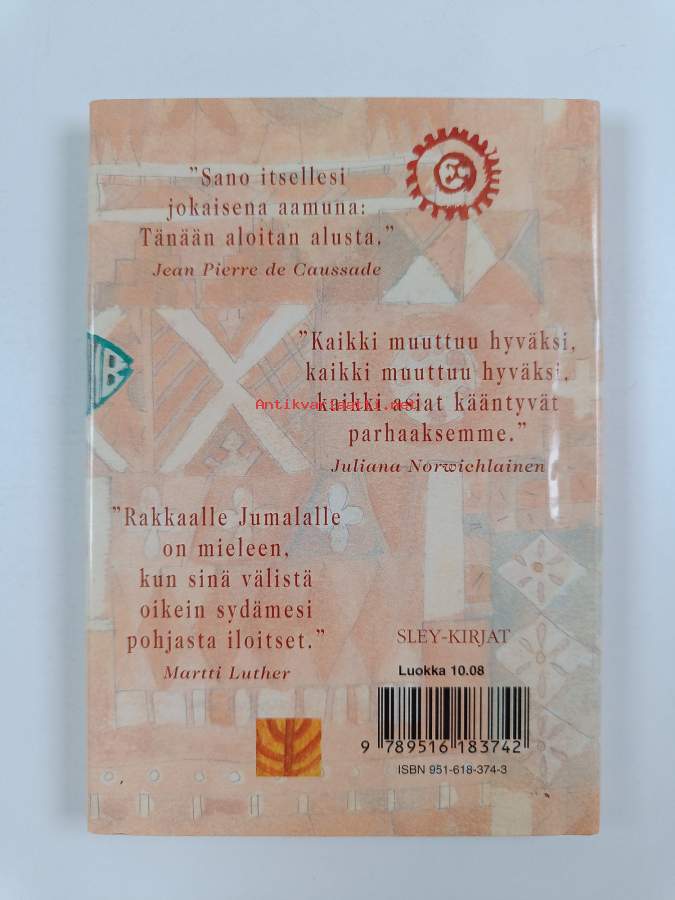 ”Sano itsellesi
jokaisena aamuna:
Tänään aloitan alusta.”
Jean Pierre de Caussade
”Kaikki muuttuu hyväksi,
kaikki muuttuu hyväksi,
kaikki asiat kääntyvät
parhaaksemme.”
Juliana Norwichlainen
Antikvariaatti.net
”Rakkaalle Jumalalle
on mieleen,
kun sinä välistä
oikein sydämesi
pohjasta iloitset.”
Martti Luther
SLEY-KIRJAT
Luokka 10.08
9 789516 183742
ISBN 951-618-374-3